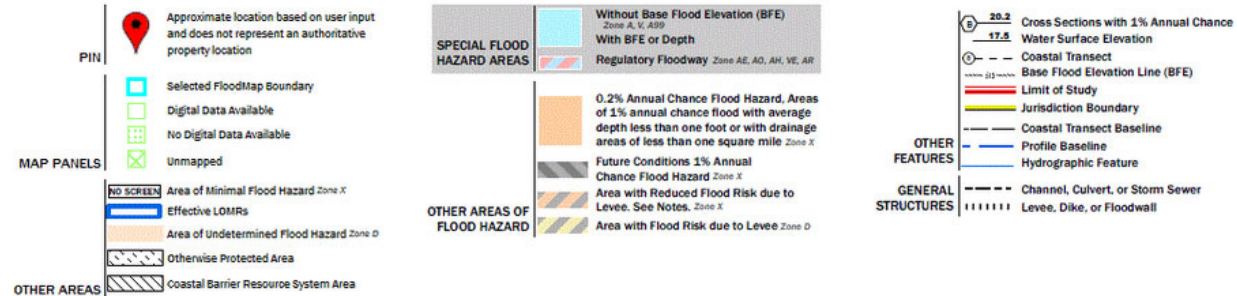 Approximate location based on user input
and does not represent an authoritative
property location
PIN
Selected FloodMap Boundary
Digital Data Available
No Digital Data Available
Unmapped
MAP PANELS
NO SCREEN Area of Minimal Flood Hazard Zone X
Effective LOMRs
Area of Undetermined Flood Hazard Zone D
Otherwise Protected Area
Coastal Barrier Resource System Area
OTHER AREAS
Without Base Flood Elevation (BFE)
Zone A, V, A99
With BFE or Depth
Regulatory Floodway Zone AE, AO, AH, VE, AR
SPECIAL FLOOD
HAZARD AREAS
0.2% Annual Chance Flood Hazard, Areas
of 1% annual chance flood with average
depth less than one foot or with drainage
areas of less than one square mile Zone X
Future Conditions 1% Annual
Chance Flood Hazard Zone X
Area with Reduced Flood Risk due to
Levee. See Notes. Zone X
Area with Flood Risk due to Levee Zone D
OTHER AREAS OF
FLOOD HAZARD
B 20.2 Cross Sections with 1% Annual Chance
17.5 Water Surface Elevation
8 Coastal Transect
513 Base Flood Elevation Line (BFE)
Limit of Study
Jurisdiction Boundary
Coastal Transect Baseline
Profile Baseline
Hydrographic Feature
OTHER
FEATURES
Channel, Culvert, or Storm Sewer
Levee, Dike, or Floodwall
GENERAL
STRUCTURES